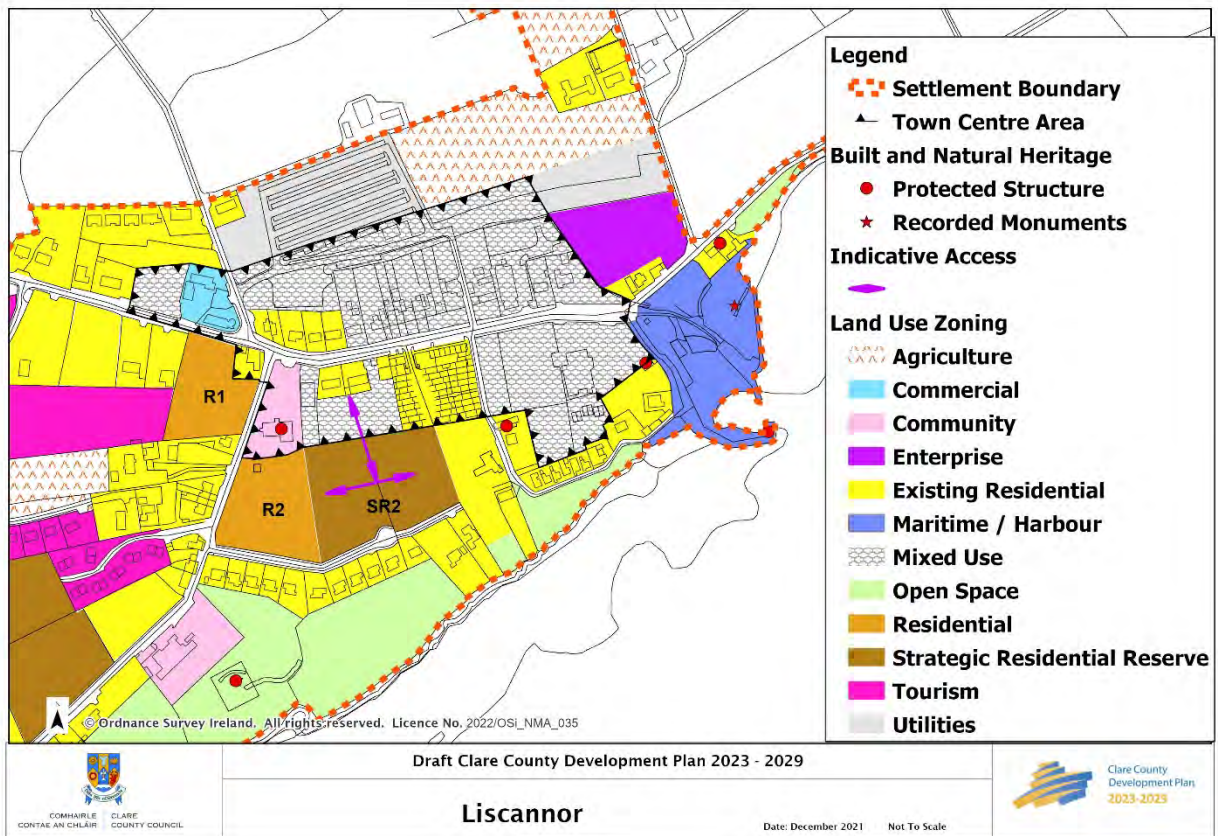 Legend
Settlement Boundary
Town Centre Area
Built and Natural Heritage
Protected Structure
Recorded Monuments
Indicative Access
Land Use Zoning
Agriculture
Commercial
Community
Enterprise
Existing Residential
Maritime / Harbour
Mixed Use
Open Space
Residential
Strategic Residential Reserve
Tourism
Utilities
R1
R2
SR2
N
© Ordnance Survey Ireland. All rights reserved. Licence No. 2022/OSi_NMA_035
COMHAIRLE CLARE
CONTAE AN CHLÁIR COUNTY COUNCIL
Draft Clare County Development Plan 2023 - 2029
Liscannor
Date: December 2021 Not To Scale
Clare County
Development Plan
2023-2029